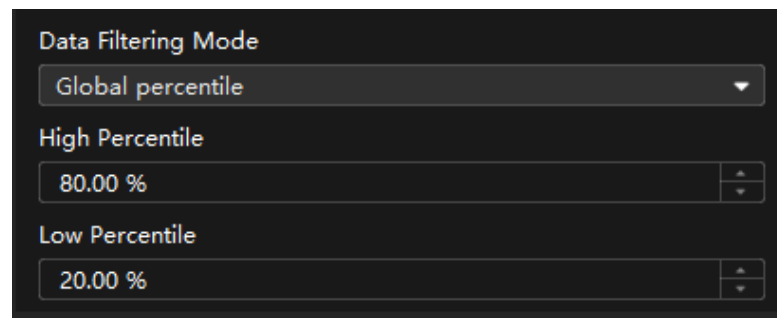 Data Filtering Mode
Global percentile
High Percentile
80.00 %
Low Percentile
20.00 %